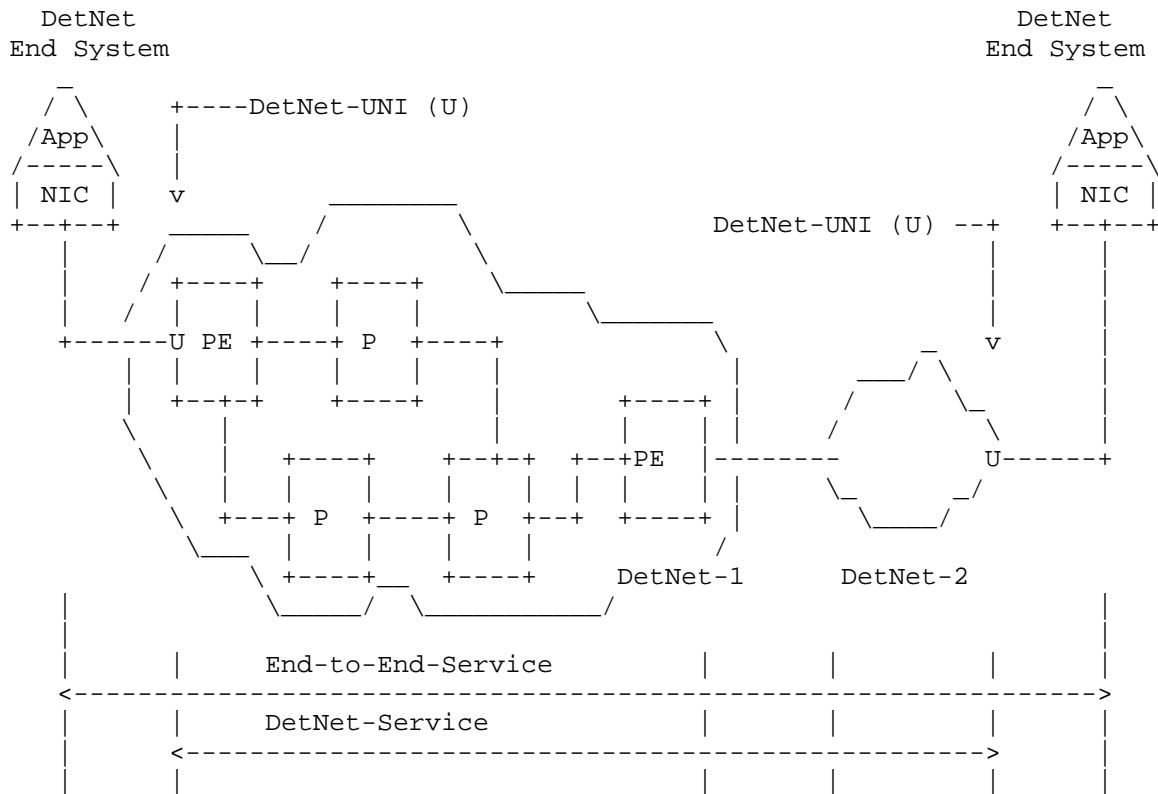 DetNet DetNet
End System End System
+----DetNet-UNI (U)
App App
NIC NIC
v
DetNet-UNI (U) --+
U PE P
v
PE
U
P P
DetNet-1 DetNet-2
End-to-End-Service
DetNet-Service